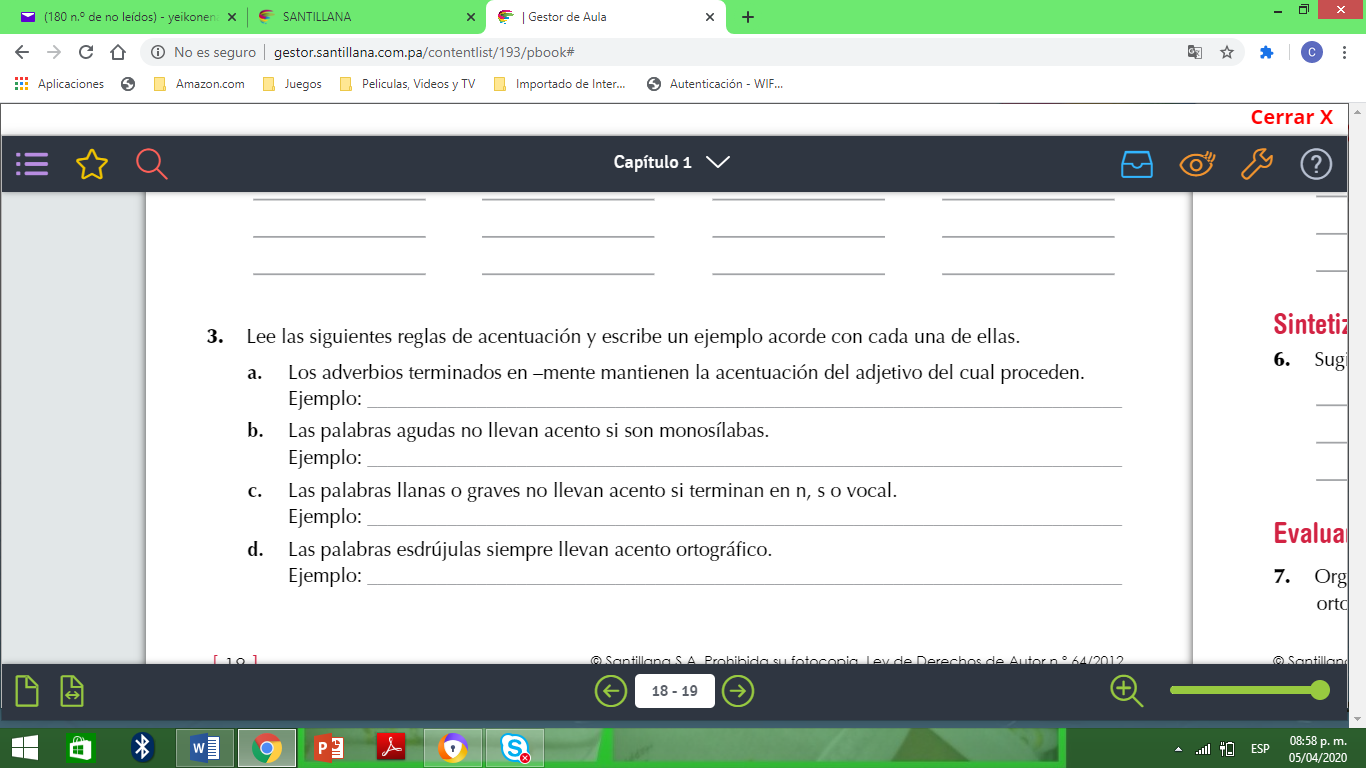 (180 n.º de no leídos) - yeikonen
SANTILLANA
| Gestor de Aula
No es seguro | gestor.santillana.com.pa/contentlist/193/pbook#
C
Aplicaciones
Amazon.com
Juegos
Peliculas, Videos y TV
Importado de Inter...
Autenticación - WIF...
Cerrar X
Capítulo 1
3. Lee las siguientes reglas de acentuación y escribe un ejemplo acorde con cada una de ellas.
a. Los adverbios terminados en –mente mantienen la acentuación del adjetivo del cual proceden.
Ejemplo:
b. Las palabras agudas no llevan acento si son monosílabas.
Ejemplo:
c. Las palabras llanas o graves no llevan acento si terminan en n, s o vocal.
Ejemplo:
d. Las palabras esdrújulas siempre llevan acento ortográfico.
Ejemplo:
Sintetiz
6. Sugi
Evalua
7. Org
orto
© Santillana S.A. Prohibida su fotocopia. Ley de Derechos de Autor n.º 64/2012
© Santillana
18 - 19
ESP
08:58 p. m.
05/04/2020